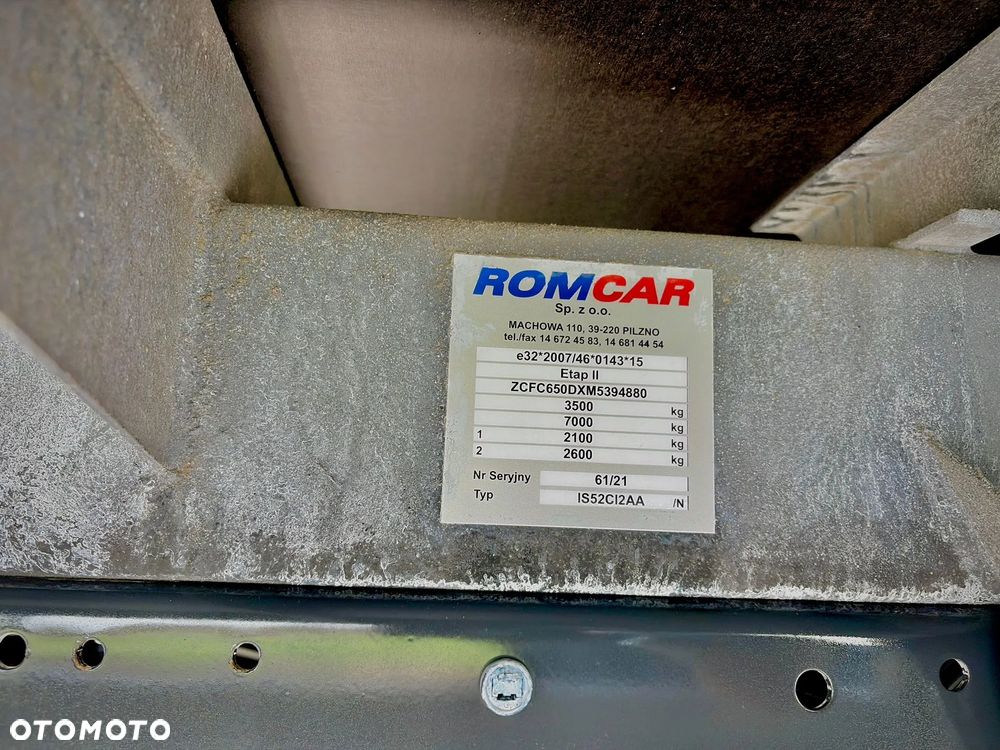 ROMCAR
Sp. z o.o.
MACHOWA 110, 39-220 PILZNO
tel./fax 14 672 45 83, 14 681 44 54
e32*2007/46*0143*15
Etap II
ZCFC650DXM5394880
3500 kg
7000 kg
1 2100 kg
2 2600 kg
Nr Seryjny 61/21
Typ IS52CI2AA /N
OTOMOTO